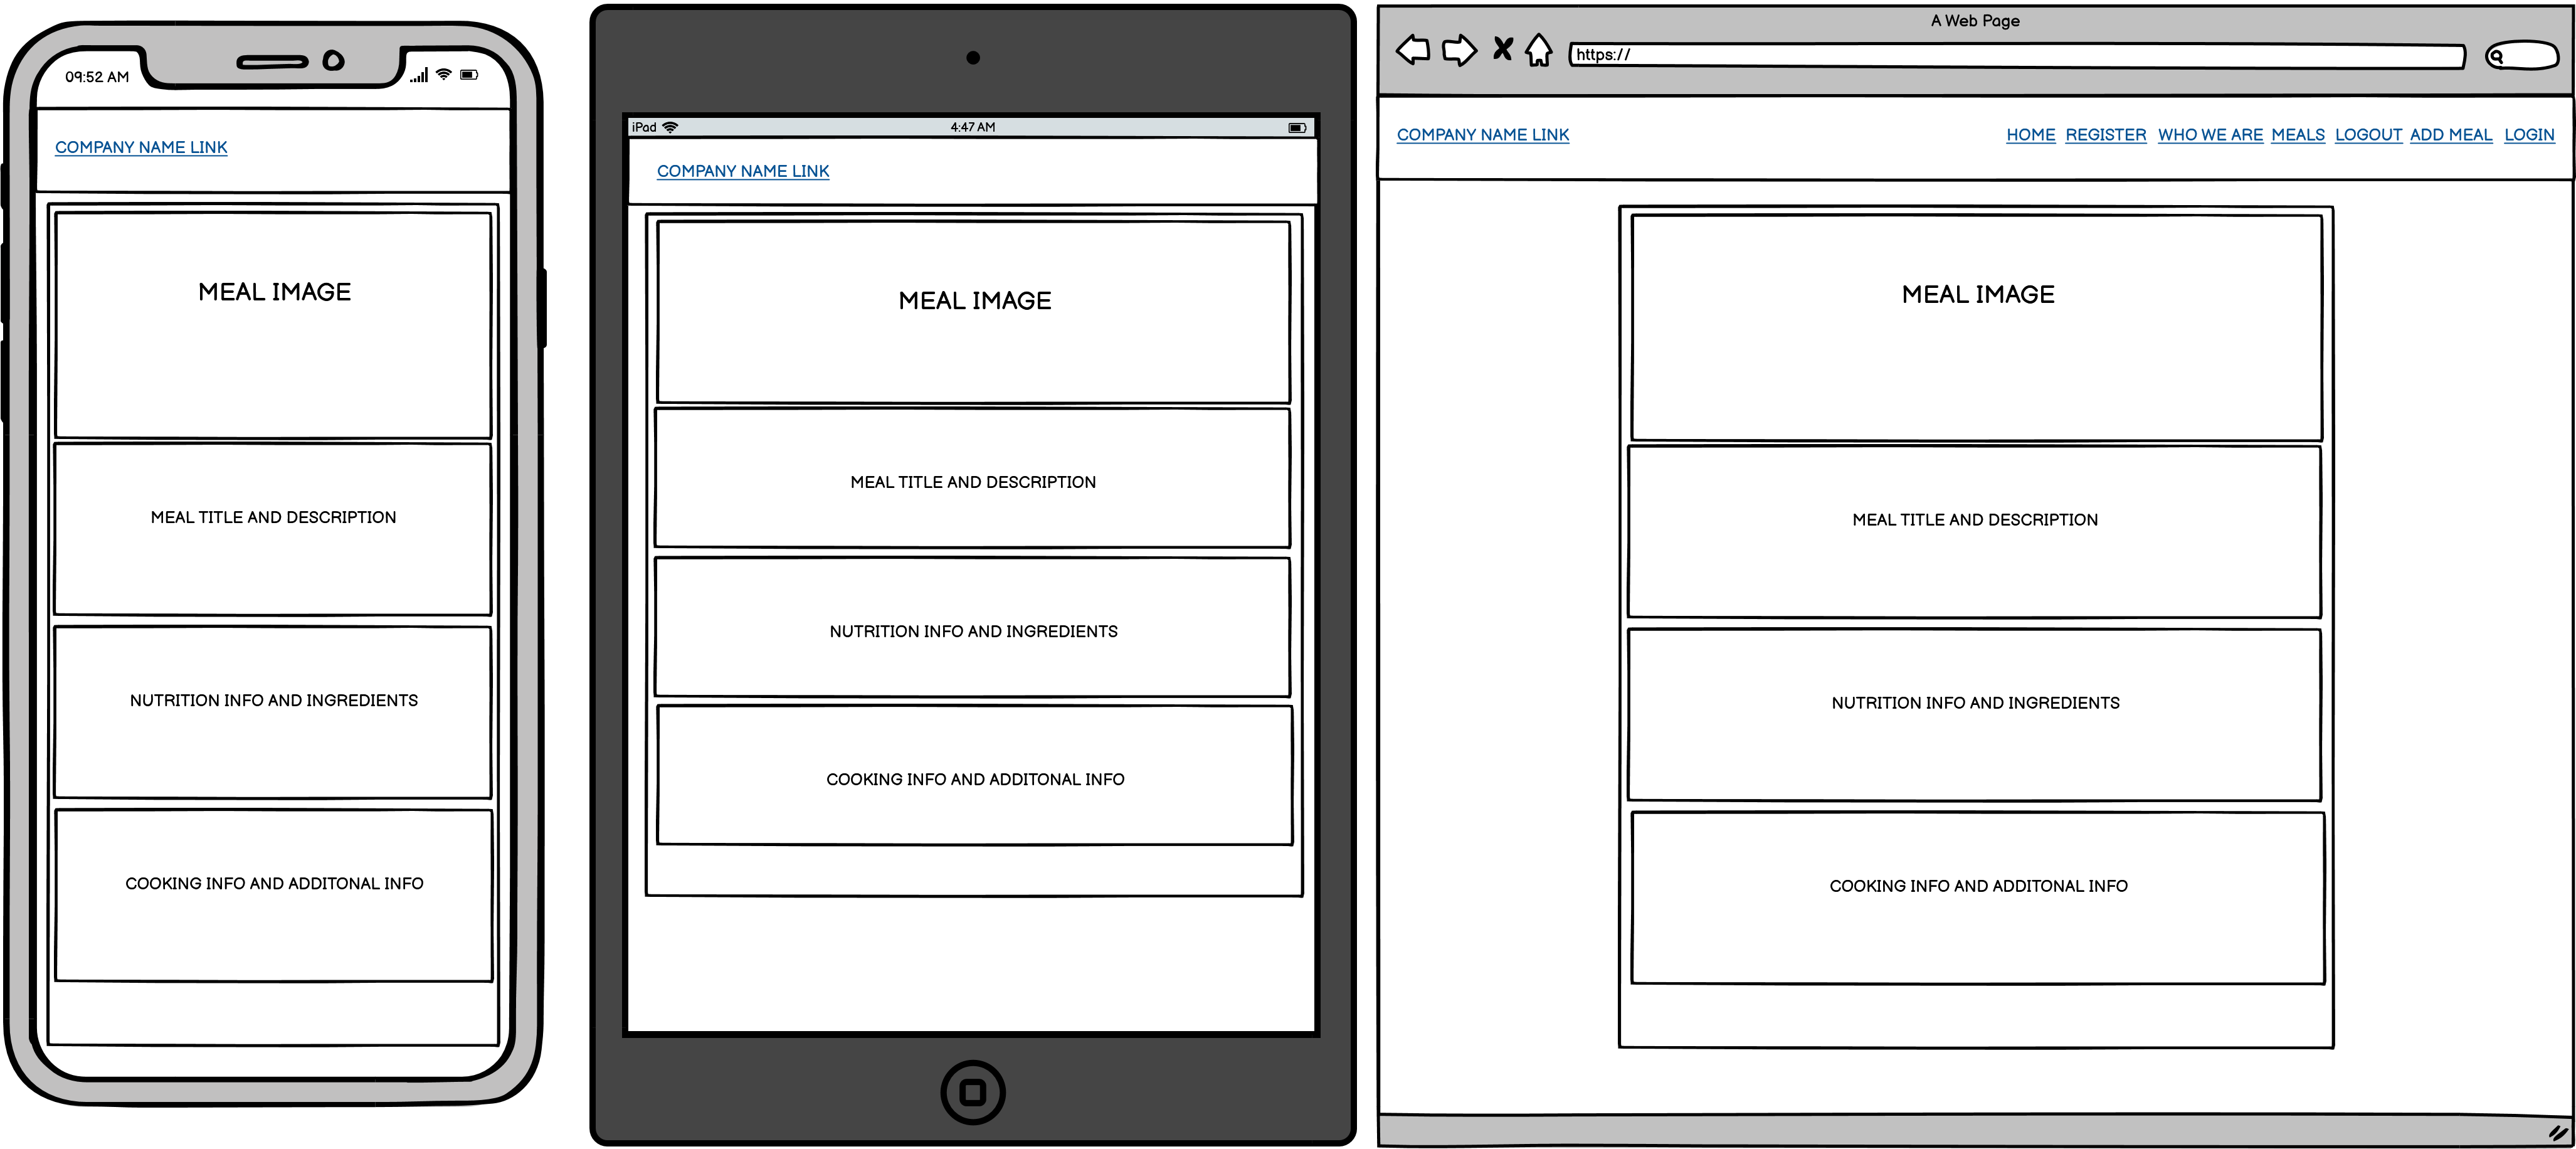 09:52 AM
COMPANY NAME LINK
MEAL IMAGE
MEAL TITLE AND DESCRIPTION
NUTRITION INFO AND INGREDIENTS
COOKING INFO AND ADDITONAL INFO
iPad 4:47 AM
COMPANY NAME LINK
MEAL IMAGE
MEAL TITLE AND DESCRIPTION
NUTRITION INFO AND INGREDIENTS
COOKING INFO AND ADDITONAL INFO
A Web Page
https://
COMPANY NAME LINK HOME REGISTER WHO WE ARE MEALS LOGOUT ADD MEAL LOGIN
MEAL IMAGE
MEAL TITLE AND DESCRIPTION
NUTRITION INFO AND INGREDIENTS
COOKING INFO AND ADDITONAL INFO